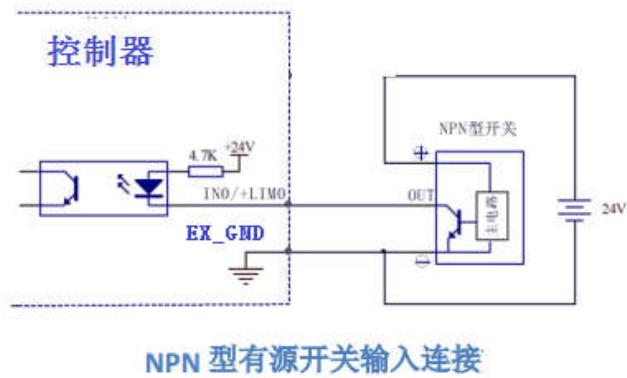 控制器
NPN型开关
4.7K
+24V
IN0/+LIM0
OUT
主电路
24V
EX_GND
NPN 型有源开关输入连接